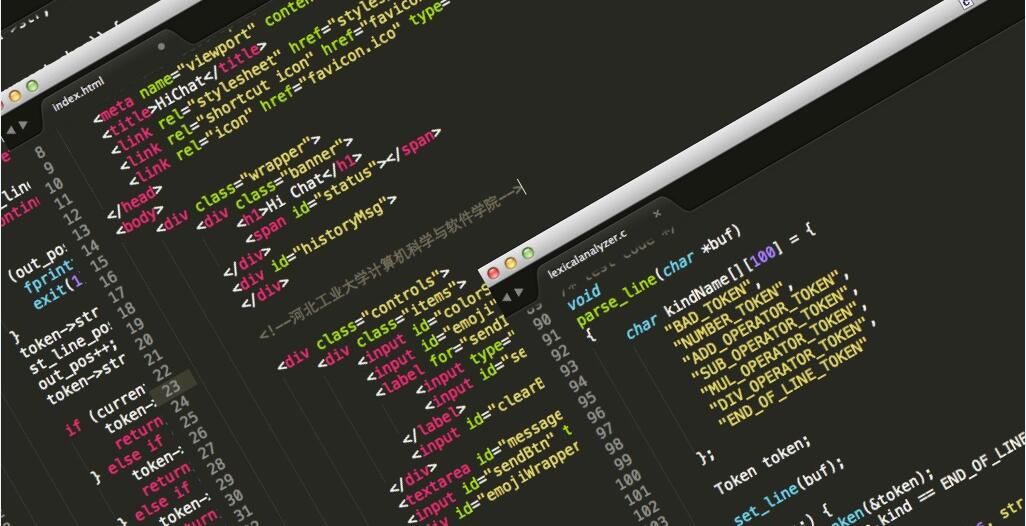 index.html
<meta name="viewport"
<title>HiChat</title>
<link rel="stylesheet" href="style.
<link rel="shortcut icon" href="favicon
<link rel="icon" href="favicon.ico" type=
</head>
<body>
<div class="wrapper">
<div class="banner">
<h1>Hi Chat</h1>
<span id="status"></span>
</div>
<div id="historyMsg">
</div>
<!--河北工业大学计算机科学与软件学院-->
<div class="controls">
<div class="items">
<input id="colorS
<input id="emoji
<label for="sendI
<input type=
<input id="se
</label>
<input id="clearB
</div>
<textarea id="message
<input id="sendBtn" t
<div id="emojiWrapper
8
9
10
11
12
13
14
15
16
17
18
19
20
21
22
23
24
25
26
27
28
29
30
31
(out_po
fprint
exit(1
}
token->str
st_line_po
out_pos++;
token->str
if (curren
token-
return
} else if
token-
return
} else if
token-
lexicalanalyzer.c
void
parse_line(char *buf)
{
char kindName[][100] = {
"BAD_TOKEN",
"NUMBER_TOKEN",
"ADD_OPERATOR_TOKEN",
"SUB_OPERATOR_TOKEN",
"MUL_OPERATOR_TOKEN",
"DIV_OPERATOR_TOKEN",
"END_OF_LINE_TOKEN"
};
Token token;
set_line(buf);
kind == END_OF_LINE
89
90
91
92
93
94
95
96
97
98
99
100
101
102
103